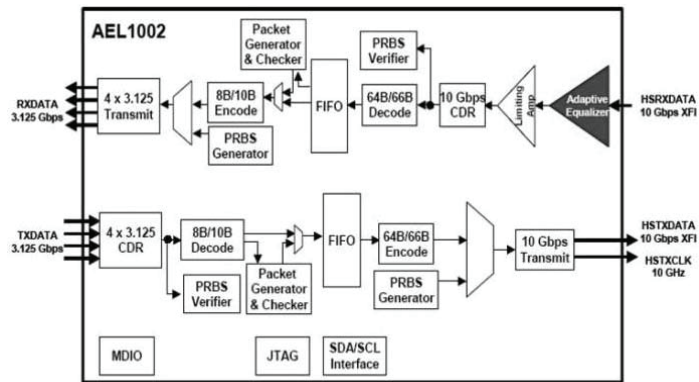 AEL1002
Packet
Generator
& Checker
PRBS
Verifier
RXDATA
3.125 Gbps
4 x 3.125
Transmit
8B/10B
Encode
FIFO
64B/66B
Decode
10 Gbps
CDR
Limiting
Amp
Adaptive
Equalizer
HSRXDATA
10 Gbps XFI
PRBS
Generator
TXDATA
3.125 Gbps
4 x 3.125
CDR
8B/10B
Decode
FIFO
64B/66B
Encode
10 Gbps
Transmit
HSTXDATA
10 Gbps XFI
HSTXCLK
10 GHz
PRBS
Verifier
Packet
Generator
& Checker
PRBS
Generator
MDIO
JTAG
SDA/SCL
Interface